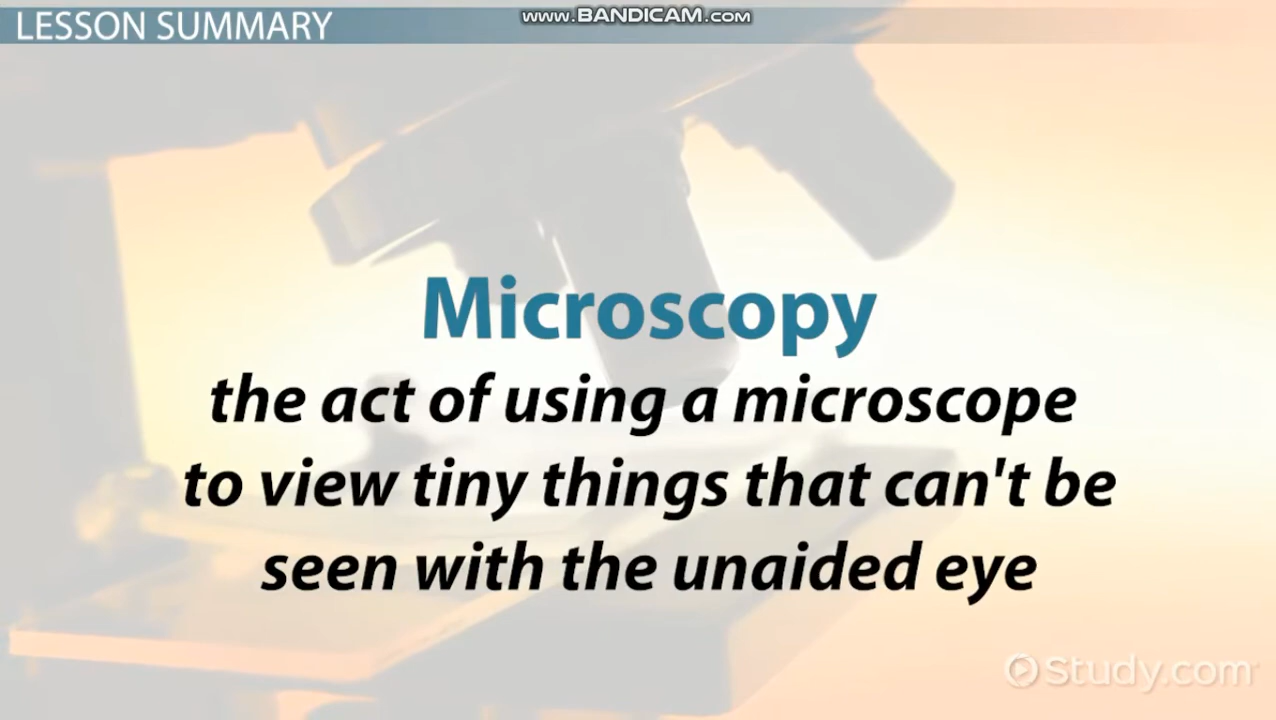 LESSON SUMMARY
www.BANDICAM.com
Microscopy
the act of using a microscope
to view tiny things that can't be
seen with the unaided eye
Study.com